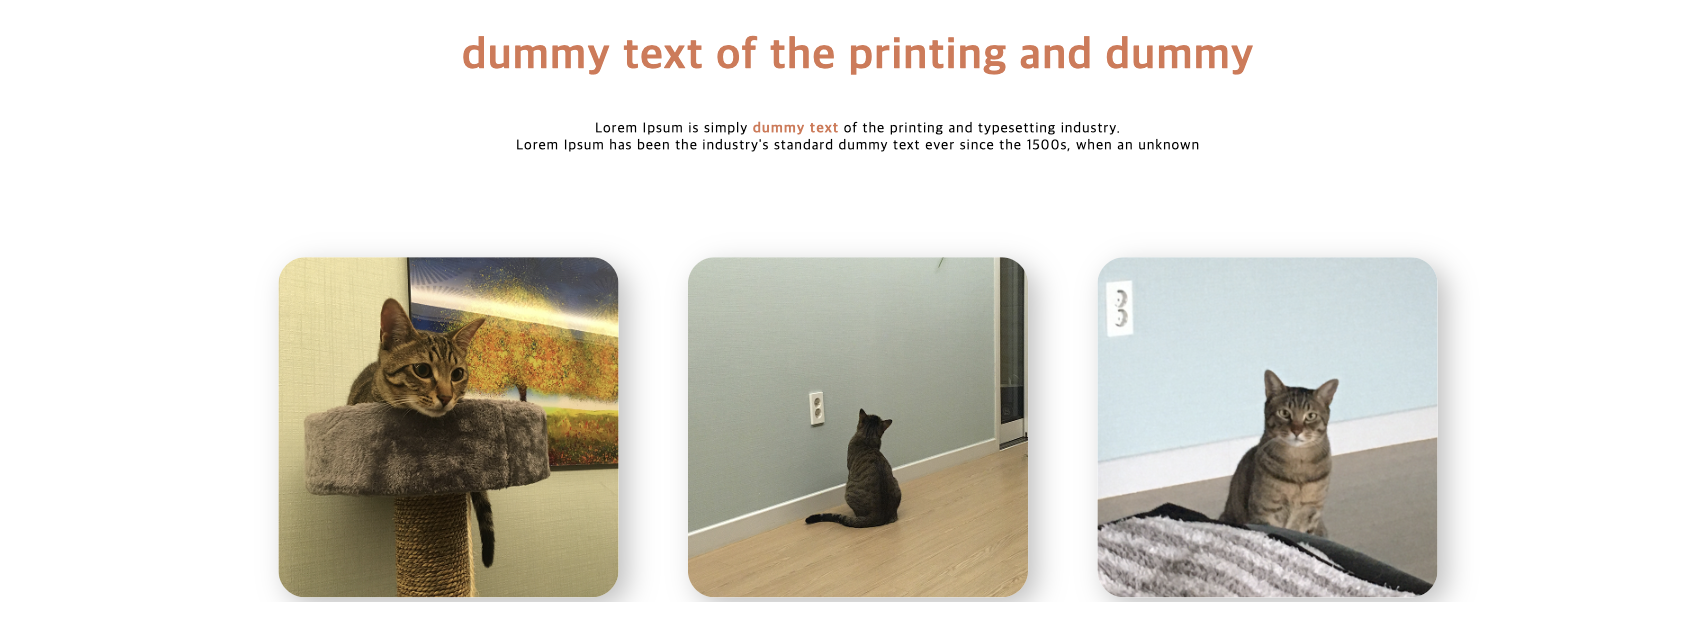 dummy text of the printing and dummy
Lorem Ipsum is simply dummy text of the printing and typesetting industry.
Lorem Ipsum has been the industry's standard dummy text ever since the 1500s, when an unknown